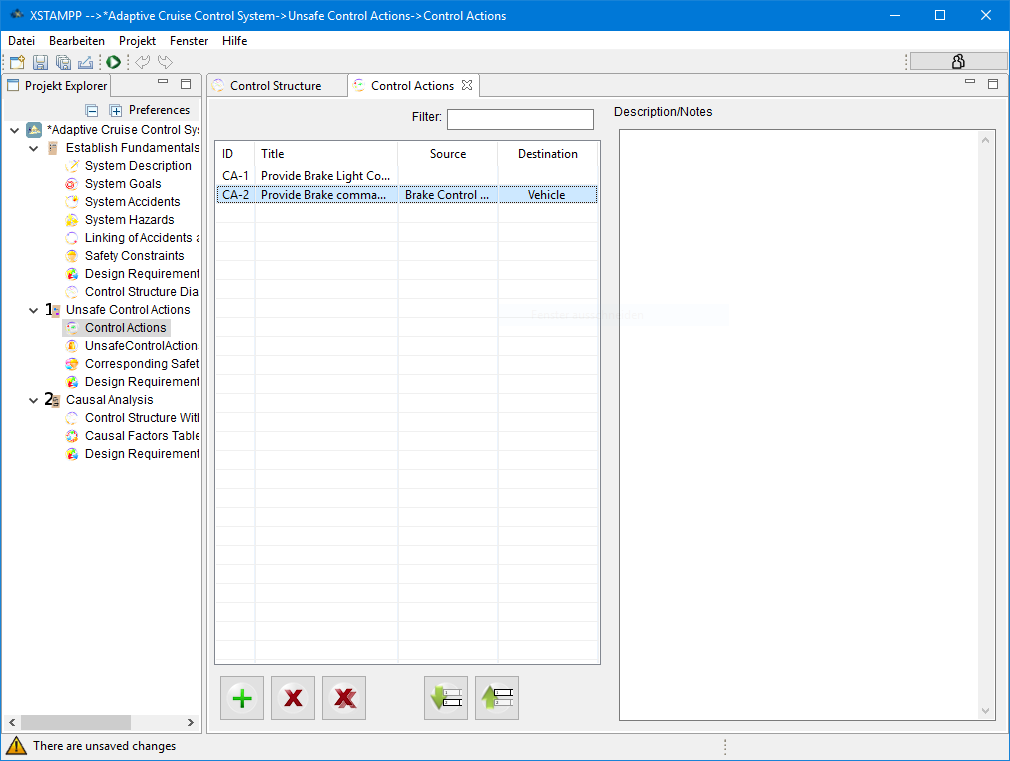 XSTAMPP -->*Adaptive Cruise Control System->Unsafe Control Actions->Control Actions
Datei Bearbeiten Projekt Fenster Hilfe
Projekt Explorer
Preferences
*Adaptive Cruise Control Sy
Establish Fundamentals
System Description
System Goals
System Accidents
System Hazards
Linking of Accidents a
Safety Constraints
Design Requirement
Control Structure Dia
1 Unsafe Control Actions
Control Actions
UnsafeControlAction
Corresponding Safet
Design Requirement
2 Causal Analysis
Control Structure Wit
Causal Factors Table
Design Requirement
Control Structure Control Actions
Filter:
ID Title Source Destination
CA-1 Provide Brake Light Co...
CA-2 Provide Brake comma... Brake Control ... Vehicle
Description/Notes
There are unsaved changes